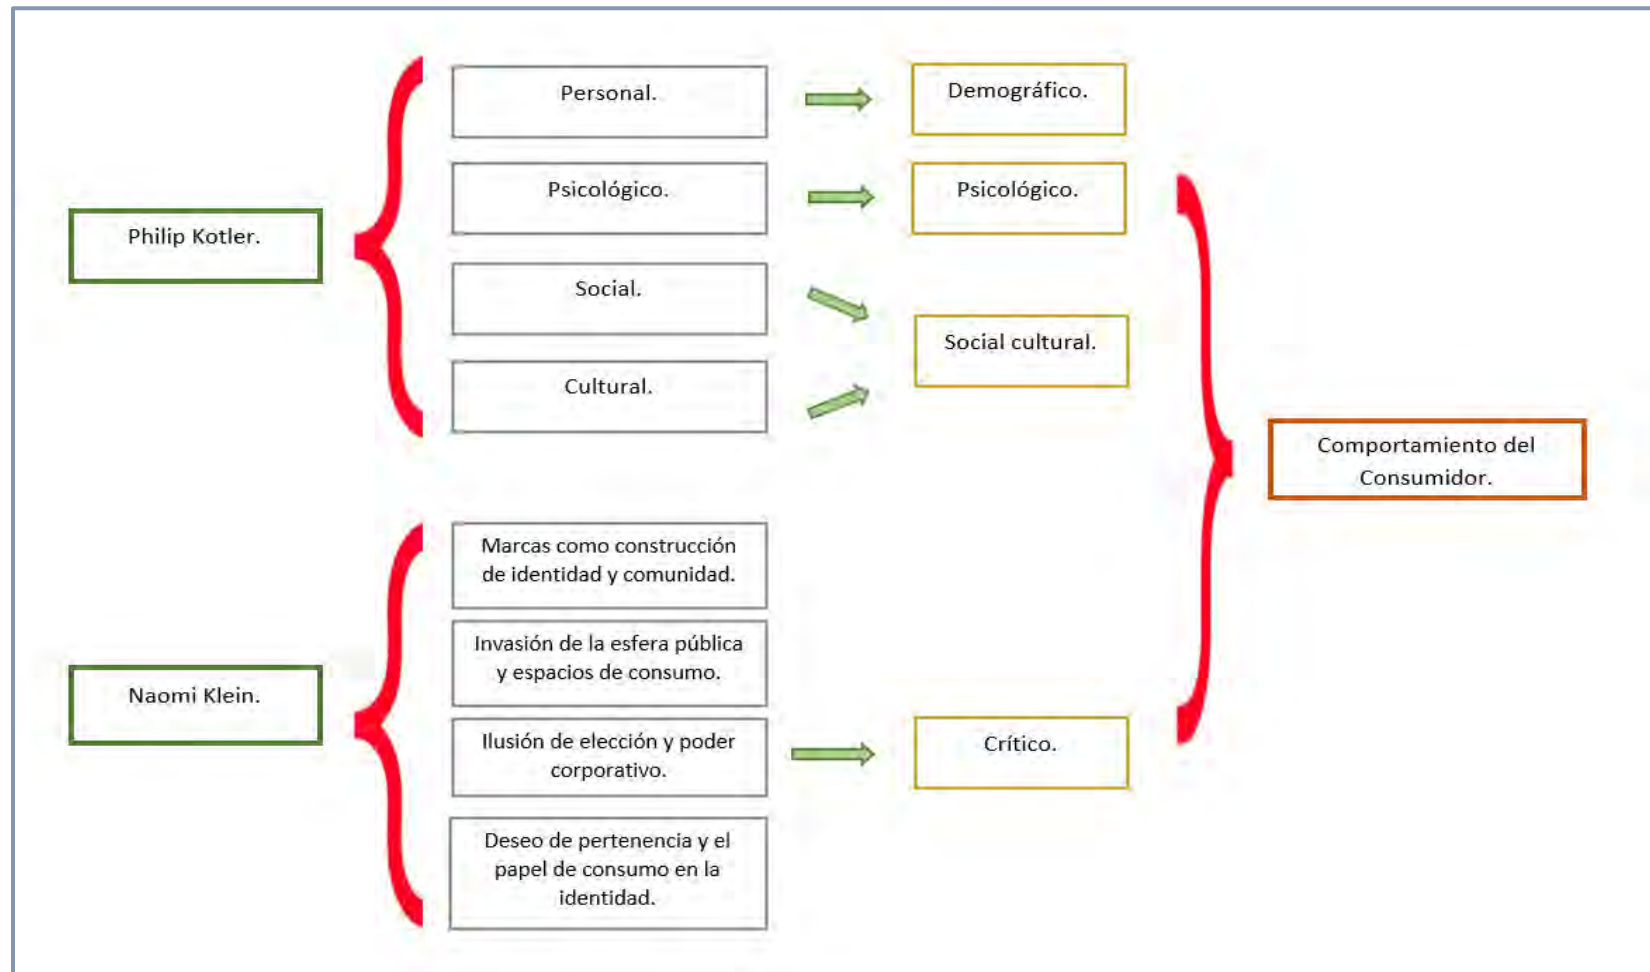 Philip Kotler.
Personal.
Psicológico.
Social.
Cultural.
Demográfico.
Psicológico.
Social cultural.
Naomi Klein.
Marcas como construcción
de identidad y comunidad.
Invasión de la esfera pública
y espacios de consumo.
Ilusión de elección y poder
corporativo.
Deseo de pertenencia y el
papel de consumo en la
identidad.
Crítico.
Comportamiento del
Consumidor.